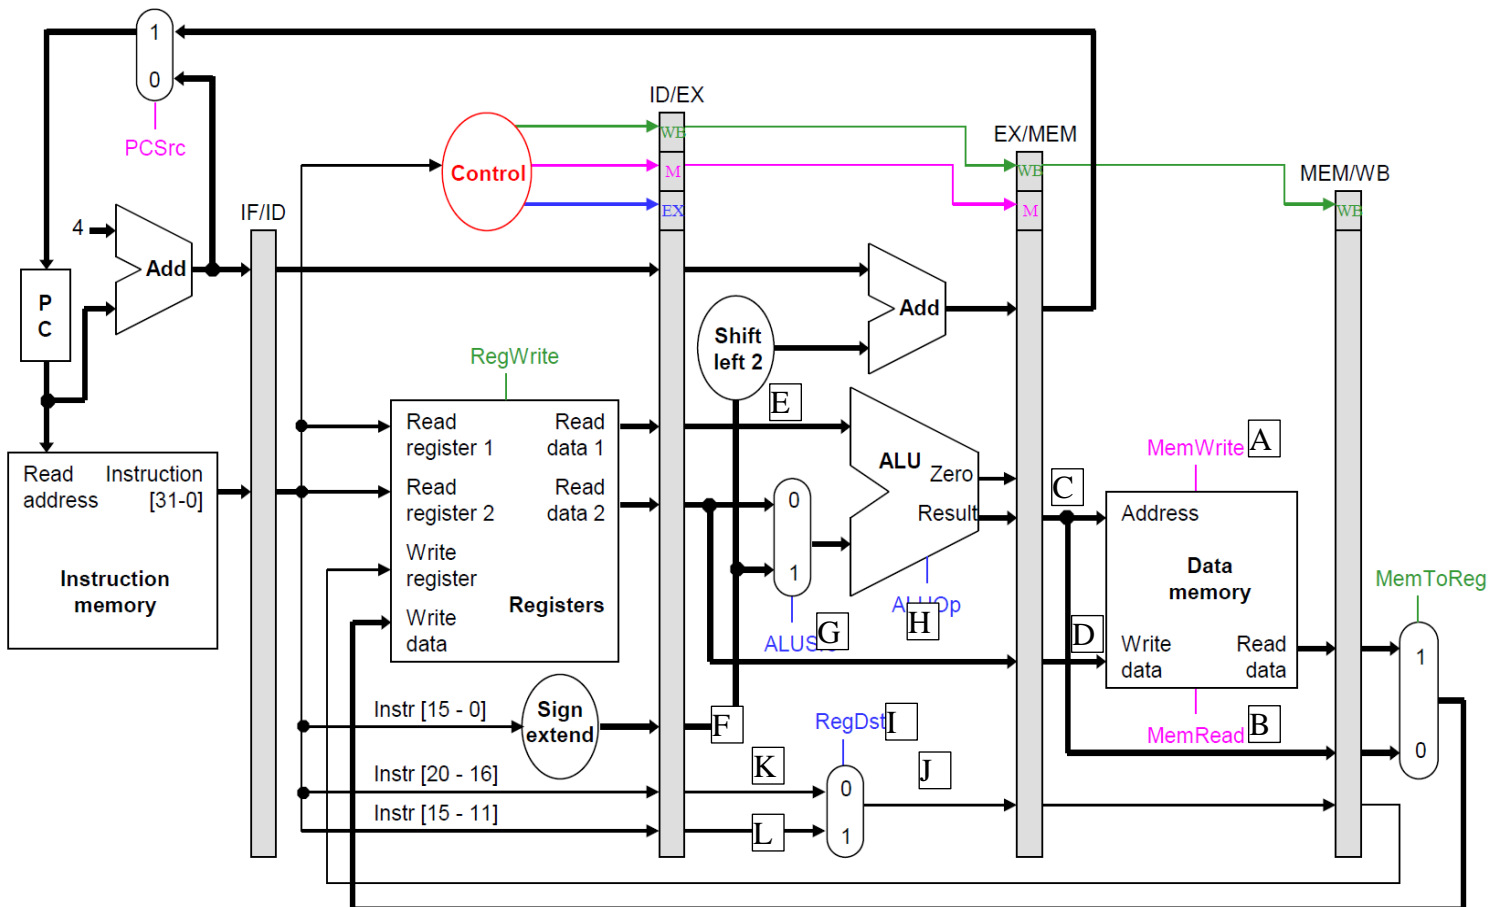 1
0
PCSrc
ID/EX
EX/MEM
MEM/WB
IF/ID
WB
M
EX
WB
M
WB
Control
4
Add
P
C
Add
Shift
left 2
RegWrite
E
Read
register 1
Read
data 1
Read
register 2
Read
data 2
Write
register
Write
data
Registers
Read
address
Instruction
[31-0]
Instruction
memory
ALU
Zero
Result
0
1
G
H
C
MemWrite
A
Address
Data
memory
D
Write
data
Read
data
MemRead
B
MemToReg
1
0
Instr [15 - 0]
Sign
extend
F
RegDst
I
Instr [20 - 16]
K
0
J
Instr [15 - 11]
L
1